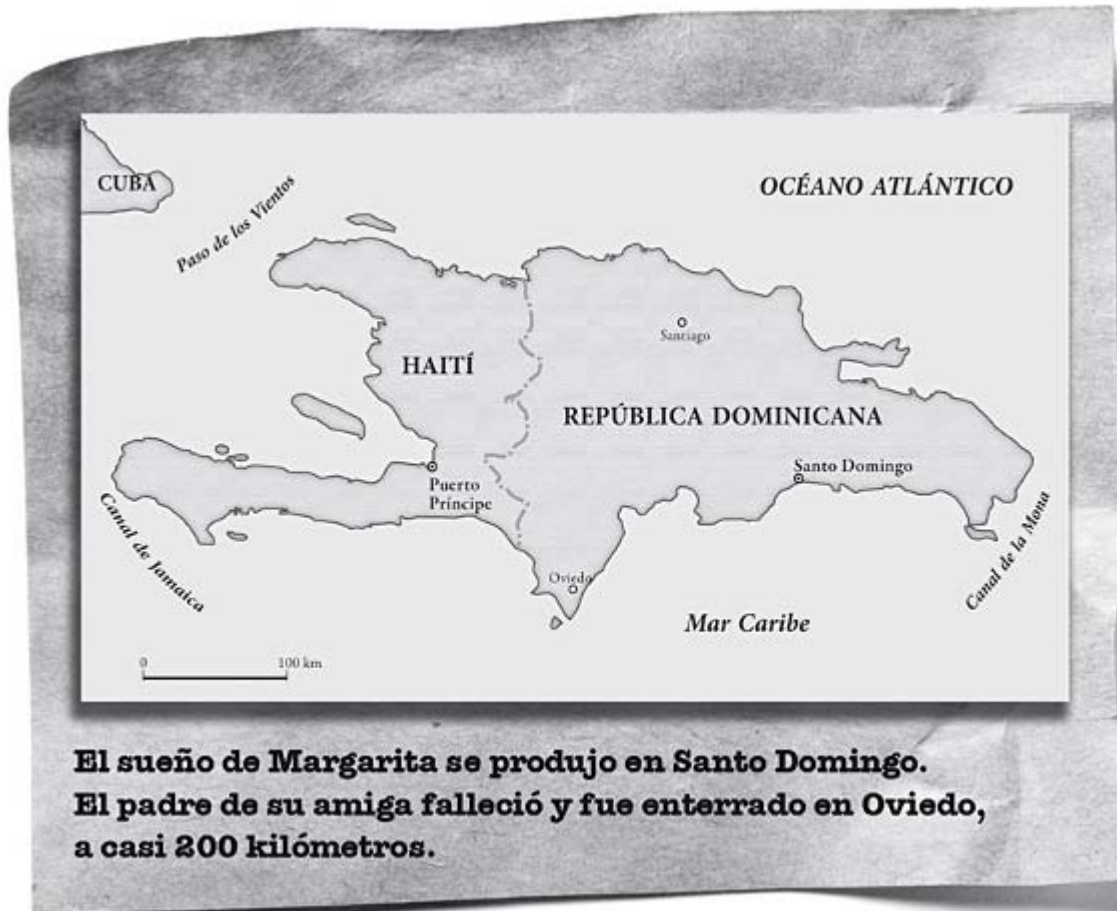 CUBA
Paso de los Vientos
OCÉANO ATLÁNTICO
Santiago
HAITÍ
REPÚBLICA DOMINICANA
Santo Domingo
Puerto
Príncipe
Canal de Jamaica
Canal de la Mona
Oviedo
Mar Caribe
0 100 km
El sueño de Margarita se produjo en Santo Domingo.
El padre de su amiga falleció y fue enterrado en Oviedo,
a casi 200 kilómetros.